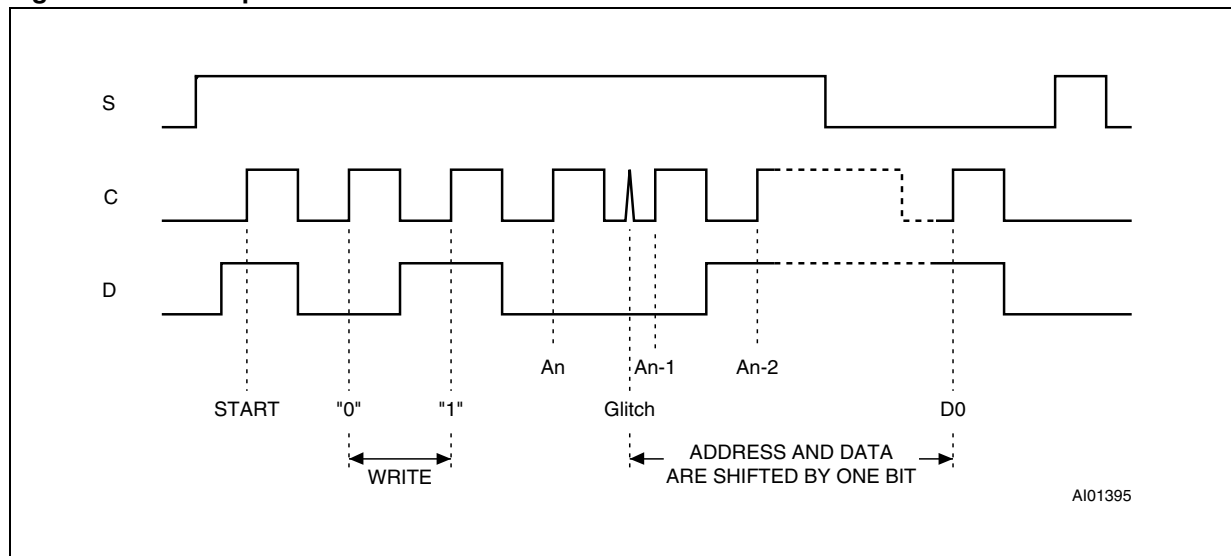 S
C
D
An An-1 An-2
START "0" "1" Glitch D0
WRITE
ADDRESS AND DATA
ARE SHIFTED BY ONE BIT
AI01395